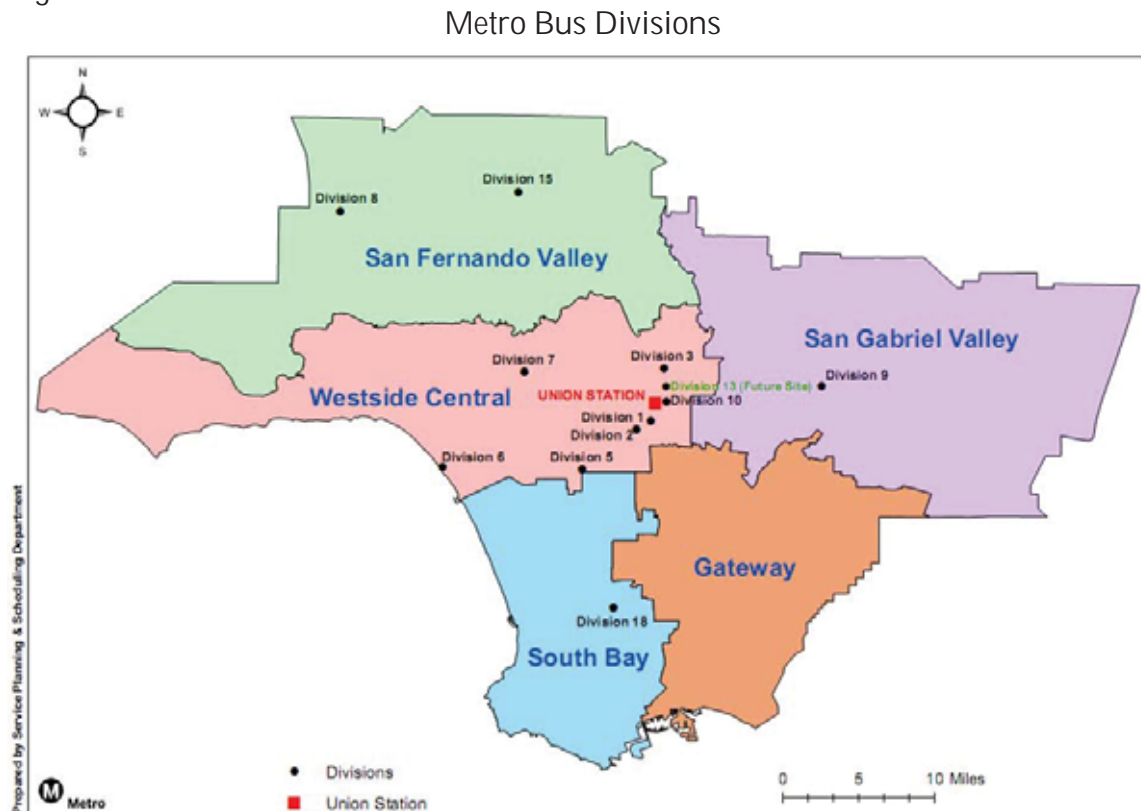 Metro Bus Divisions
N
W E
S
Division 15
Division 8
San Fernando Valley
San Gabriel Valley
Division 7
Division 3
Division 9
Division 13 (Future Site)
Westside Central
UNION STATION
Division 10
Division 1
Division 2
Division 6
Division 5
Gateway
Division 18
South Bay
Prepared by Service Planning & Scheduling Department
Divisions
0 5 10 Miles
M Metro
Union Station